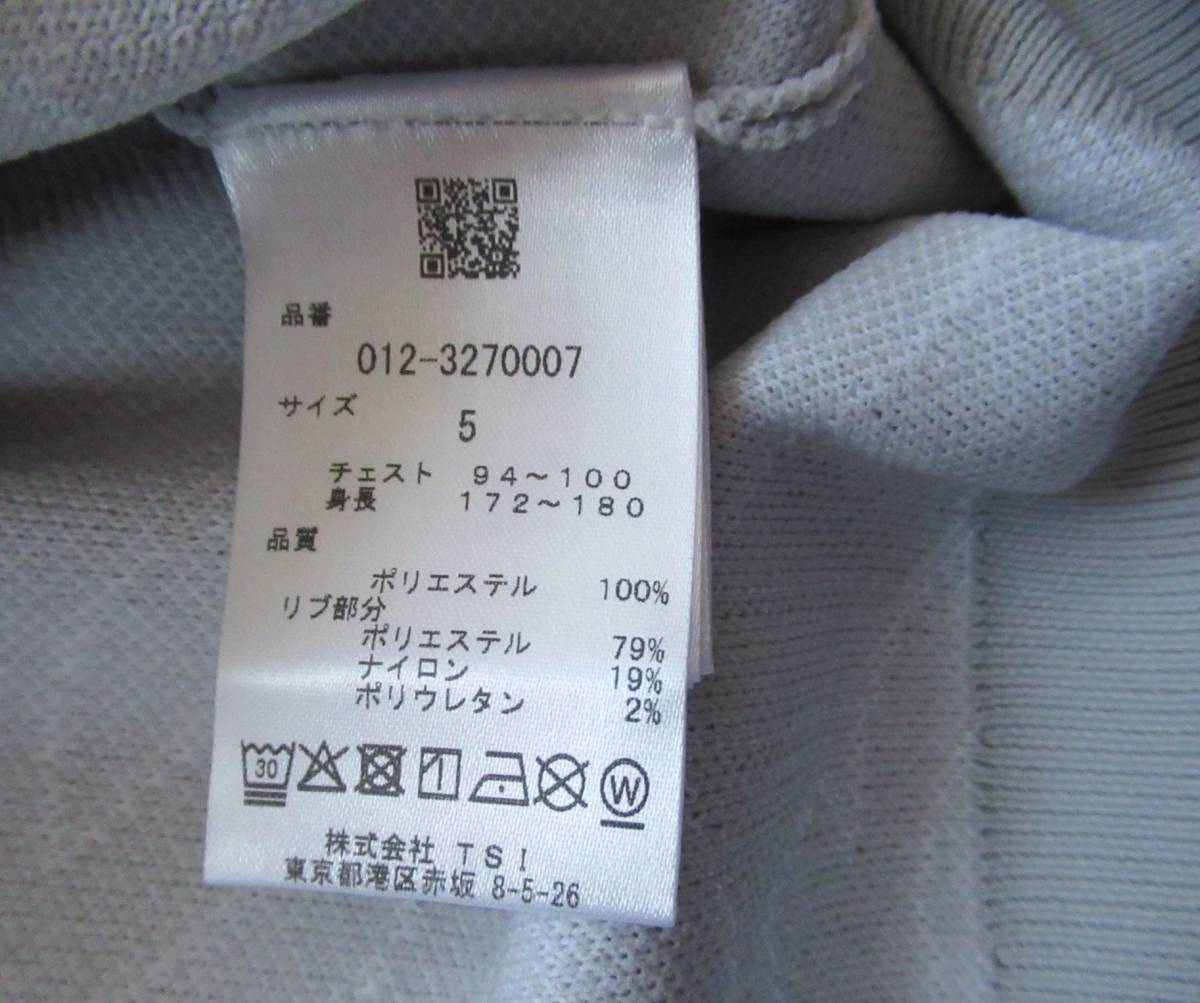 品番
012-3270007
サイズ
5
チェスト 94～100
身長 172～180
品質
ポリエステル 100%
リブ部分
ポリエステル 79%
ナイロン 19%
ポリウレタン 2%
30 W
株式会社 TSI
東京都港区赤坂 8-5-26